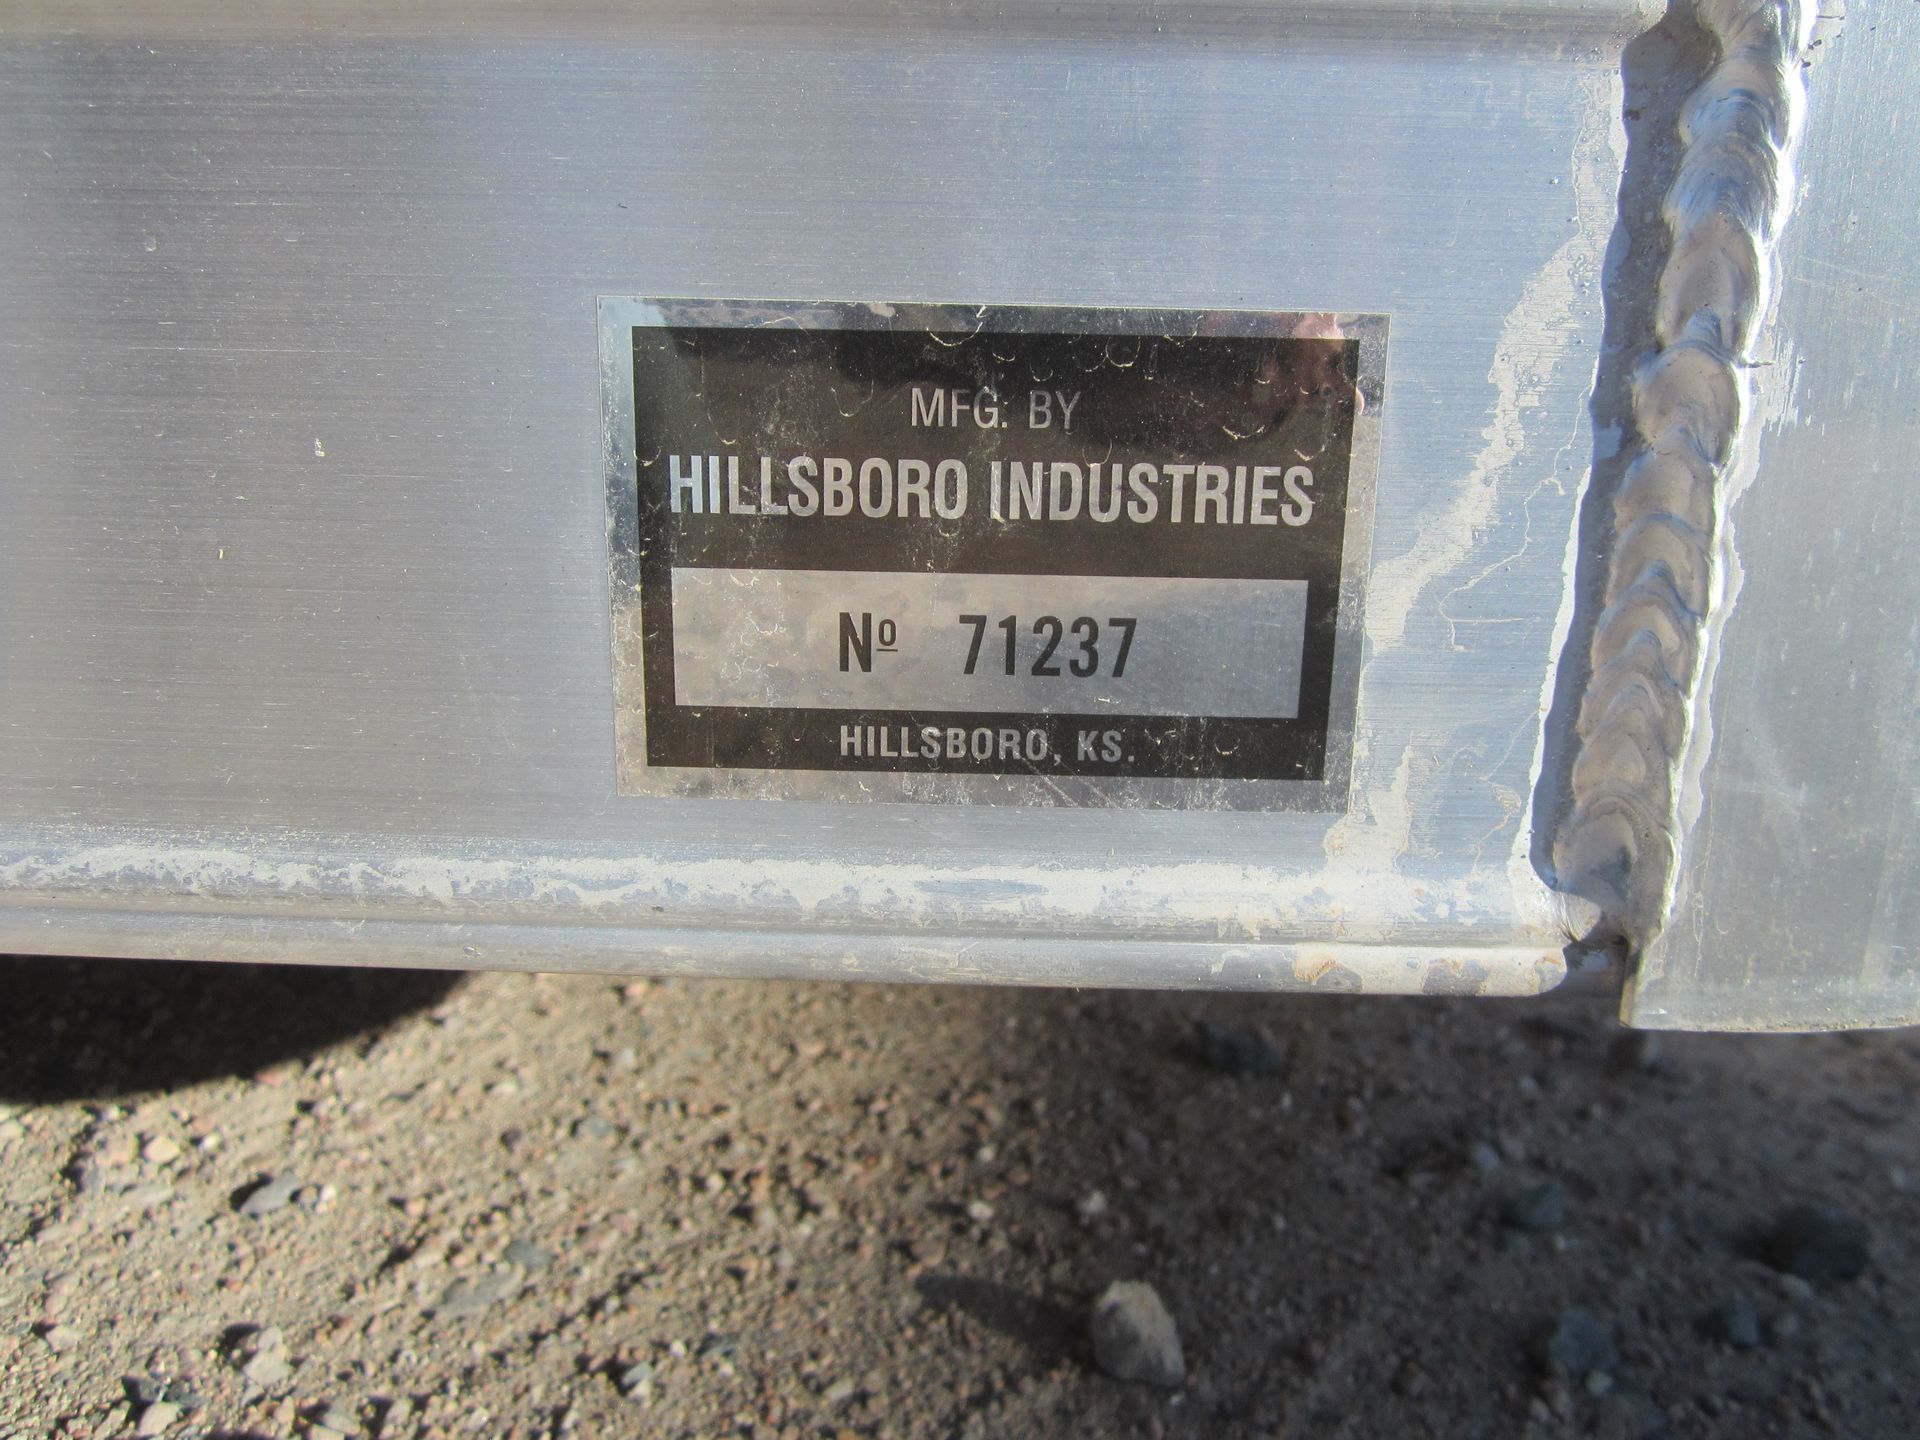 MFG. BY
HILLSBORO INDUSTRIES
Nº 71237
HILLSBORO, KS.